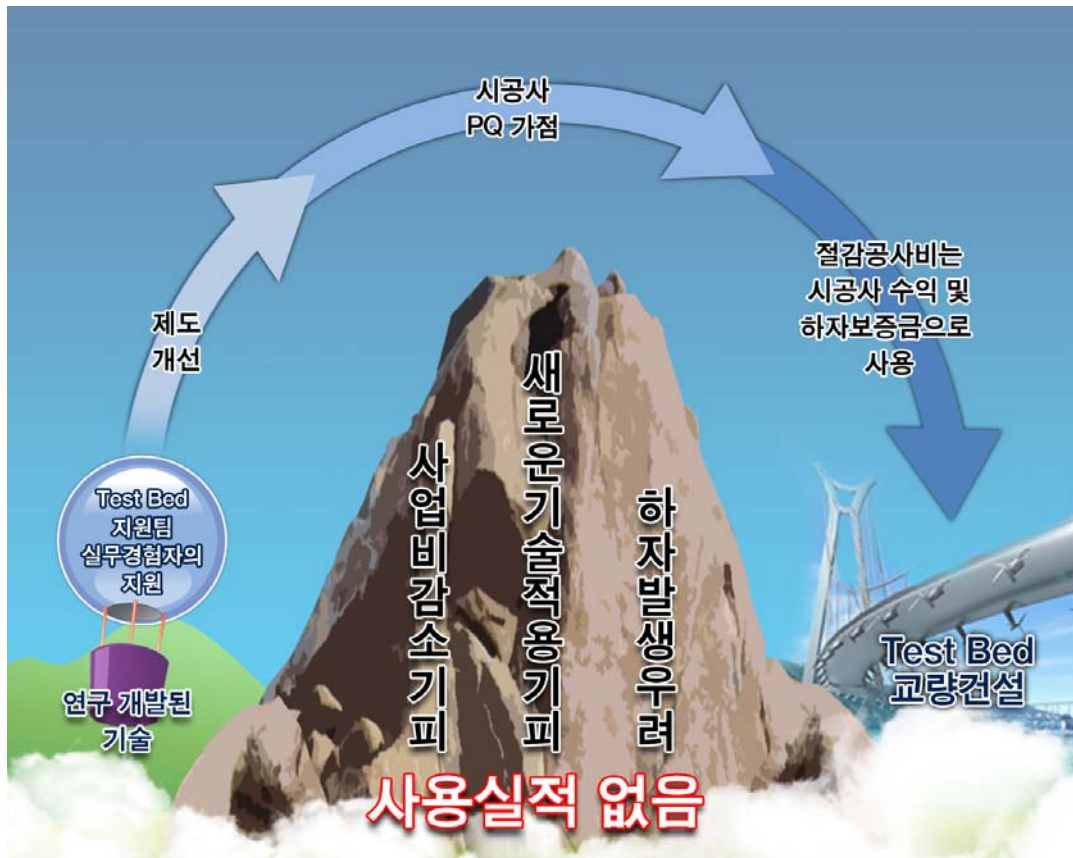 시공사
PQ 가점
제도
개선
절감공사비는
시공사 수익 및
하자보증금으로
사용
Test Bed
지원팀
실무경험자의
지원
연구 개발된
기술
사업비감소기피
새로운기술적용기피
하자발생우려
Test Bed
교량건설
사용실적 없음